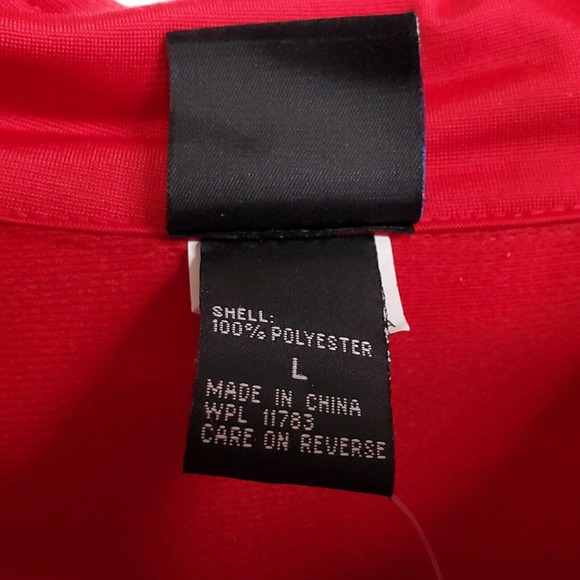 SHELL:
100% POLYESTER
L
MADE IN CHINA
WPL 11783
CARE ON REVERSE